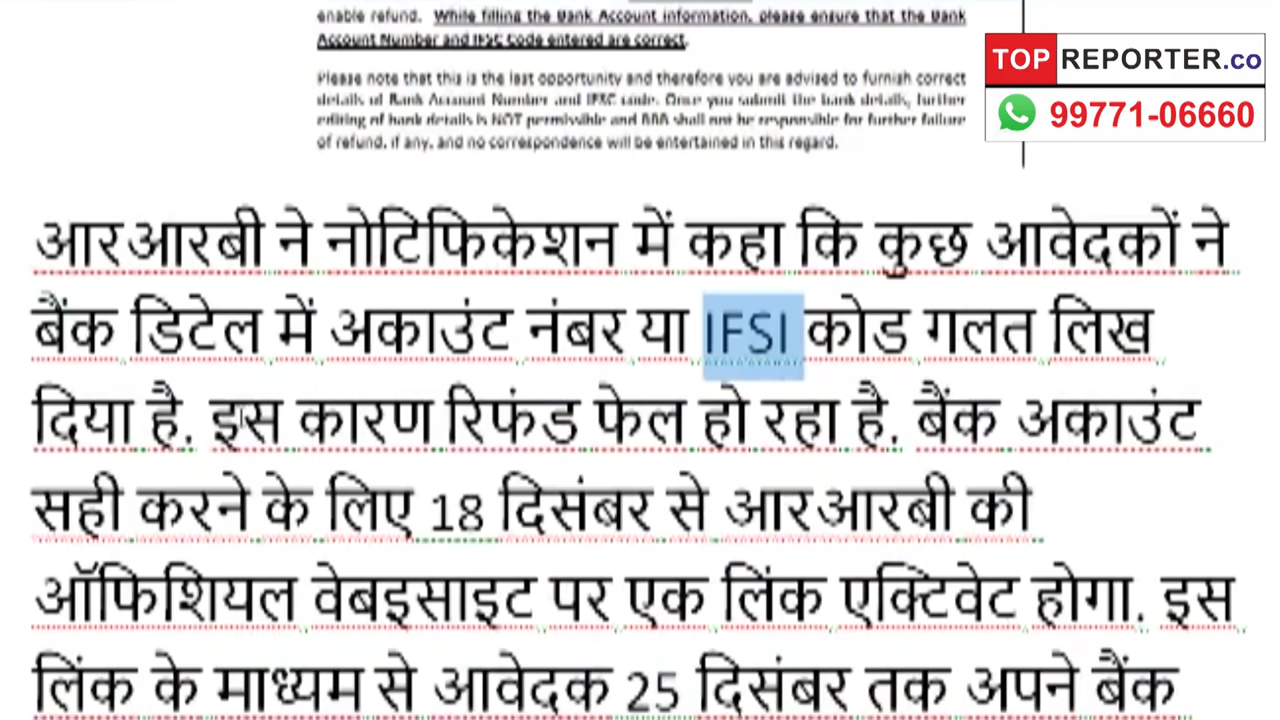 enable refund. While filling the Bank Account information, please ensure that the Bank
Account Number and IFSC Code entered are correct.
Please note that this is the last opportunity and therefore you are advised to furnish correct
details of Bank Account Number and IFSC code. Once you submit the bank details, further
editing of bank details is NOT permissible and RRB shall not be responsible for further failure
of refund, if any, and no correspondence will be entertained in this regard.
TOP REPORTER.co
99771-06660
आरआरबी ने नोटिफिकेशन में कहा कि कुछ आवेदकों ने
बैंक डिटेल में अकाउंट नंबर या IFSI कोड गलत लिख
दिया है. इस कारण रिफंड फेल हो रहा है. बैंक अकाउंट
सही करने के लिए 18 दिसंबर से आरआरबी की
ऑफिशियल वेबइसाइट पर एक लिंक एक्टिवेट होगा. इस
लिंक के माध्यम से आवेदक 25 दिसंबर तक अपने बैंक